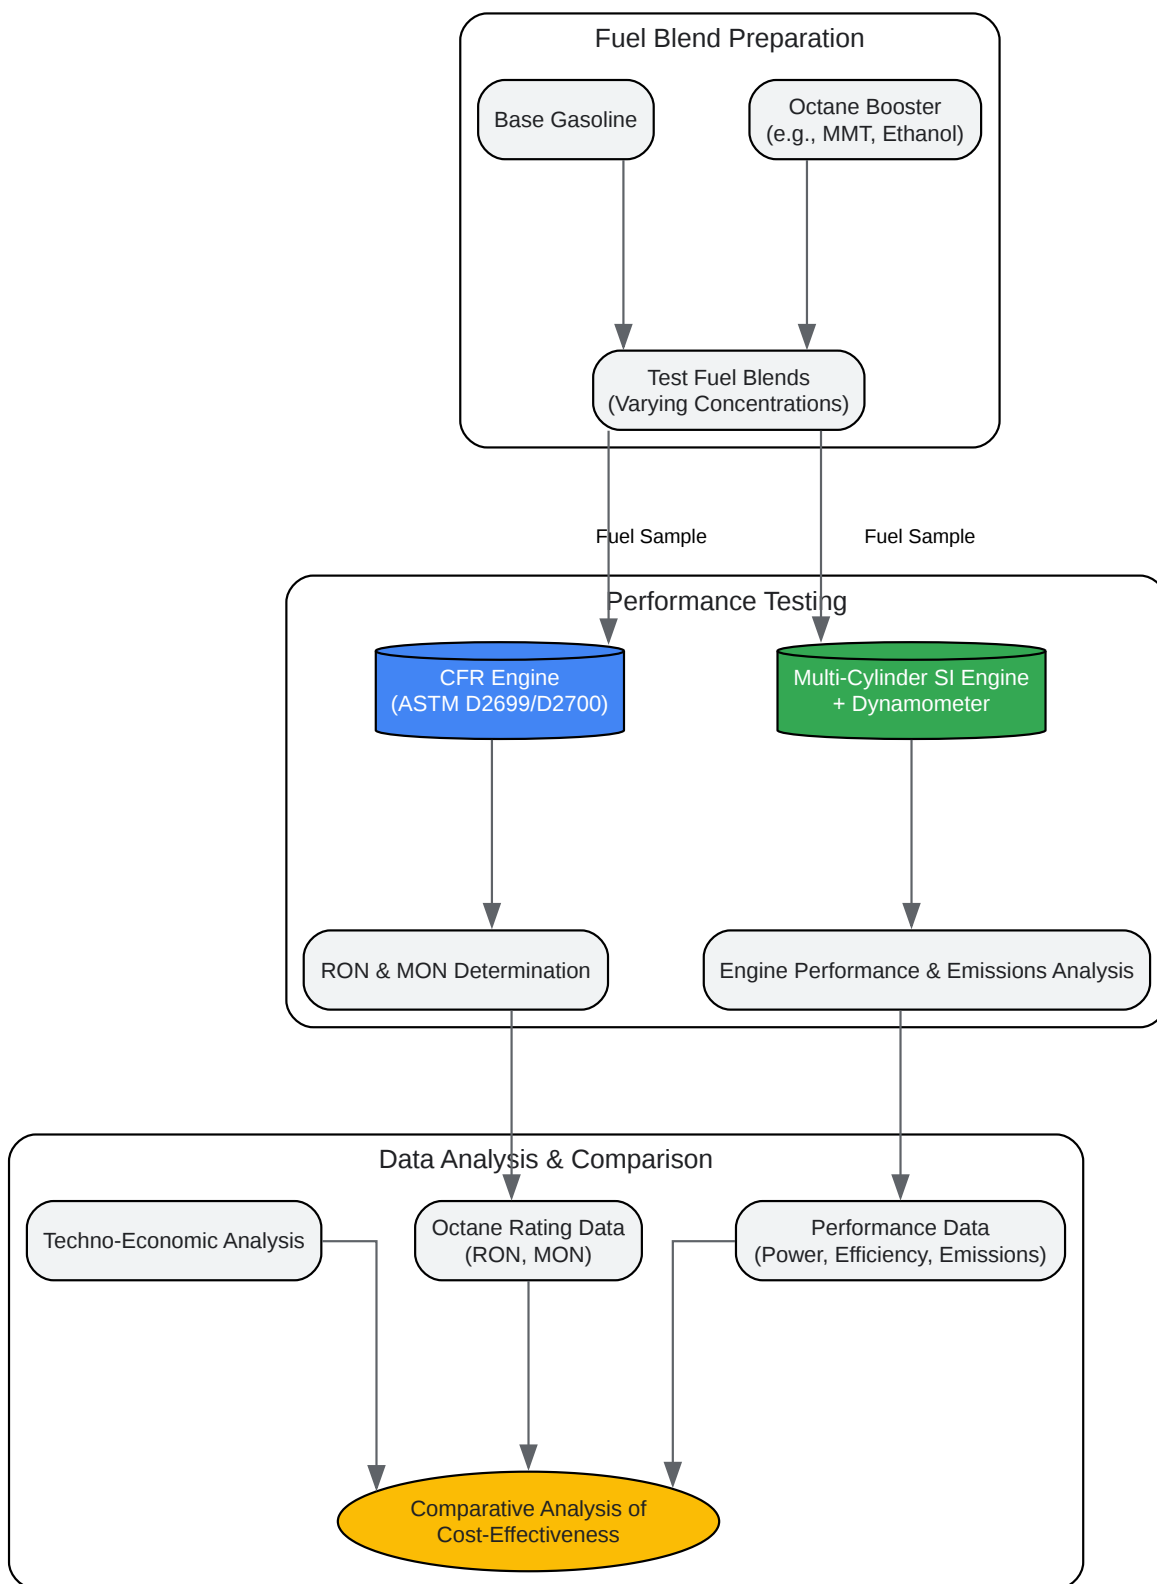 Fuel Blend Preparation
Base Gasoline
Octane Booster
(e.g., MMT, Ethanol)
Test Fuel Blends
(Varying Concentrations)
Fuel Sample
Fuel Sample
Performance Testing
CFR Engine
(ASTM D2699/D2700)
Multi-Cylinder SI Engine
+ Dynamometer
RON & MON Determination
Engine Performance & Emissions Analysis
Data Analysis & Comparison
Techno-Economic Analysis
Octane Rating Data
(RON, MON)
Performance Data
(Power, Efficiency, Emissions)
Comparative Analysis of
Cost-Effectiveness